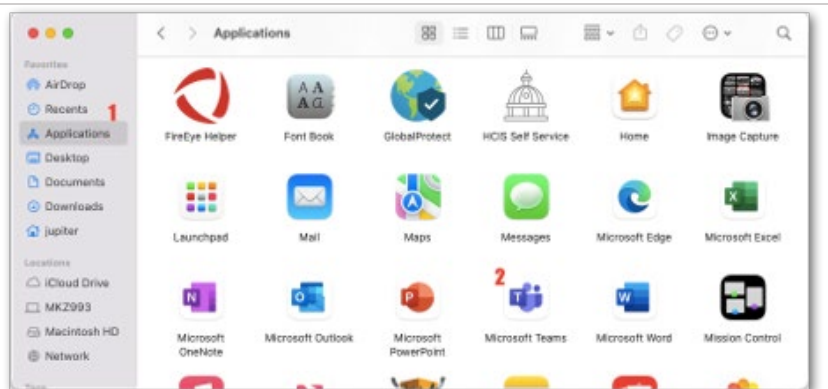 Applications
Favorites
AirDrop
Recents
1
Applications
Desktop
Documents
Downloads
jupiter
Locations
iCloud Drive
MKZ993
Macintosh HD
Network
Tags
A A
A a
FireEye Helper
Font Book
GlobalProtect
HCIS Self Service
Home
Image Capture
X
Launchpad
Mail
Maps
Messages
Microsoft Edge
Microsoft Excel
N
O
P
2
T
W
Microsoft
OneNote
Microsoft Outlook
Microsoft
PowerPoint
Microsoft Teams
Microsoft Word
Mission Control